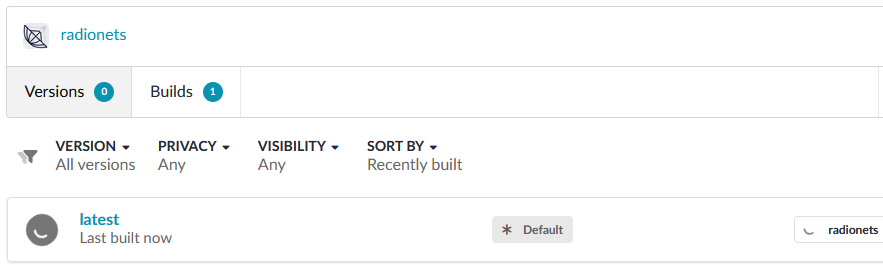 radionets
Versions 0 Builds 1
VERSION PRIVACY VISIBILITY SORT BY
All versions Any Any Recently built
latest
Last built now
Default
radionets